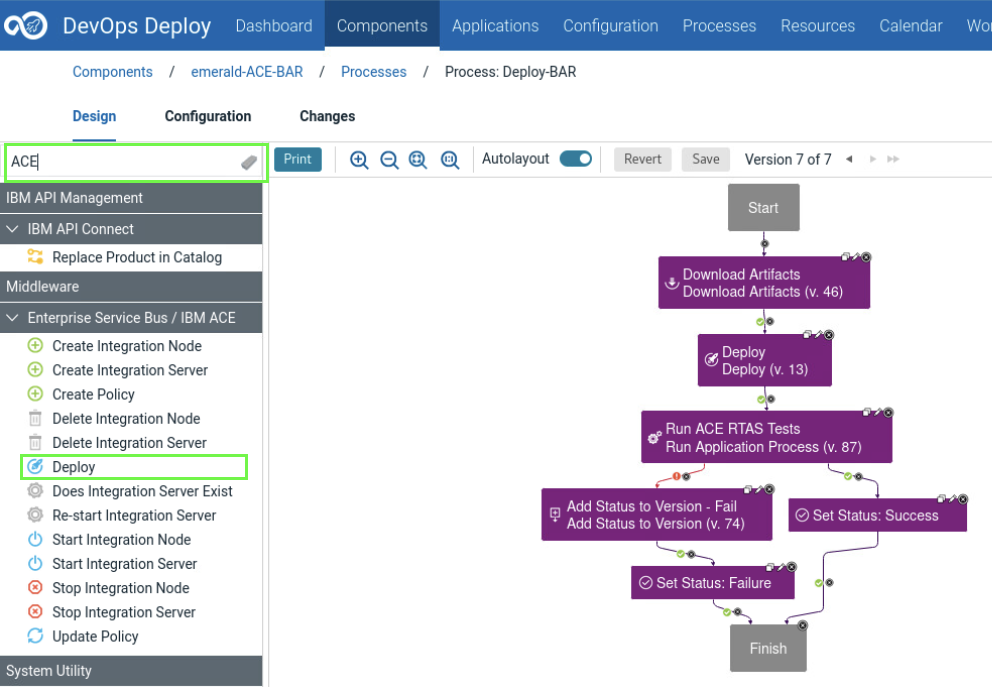 DevOps Deploy Dashboard Components Applications Configuration Processes Resources Calendar Wor
Components / emerald-ACE-BAR / Processes / Process: Deploy-BAR
Design Configuration Changes
ACE
Print Autolayout Revert Save Version 7 of 7
IBM API Management
IBM API Connect
Replace Product in Catalog
Middleware
Enterprise Service Bus / IBM ACE
Create Integration Node
Create Integration Server
Create Policy
Delete Integration Node
Delete Integration Server
Deploy
Does Integration Server Exist
Re-start Integration Server
Start Integration Node
Start Integration Server
Stop Integration Node
Stop Integration Server
Update Policy
System Utility
Start
Download Artifacts
Download Artifacts (v. 46)
Deploy
Deploy (v. 13)
Run ACE RTAS Tests
Run Application Process (v. 87)
Add Status to Version - Fail
Add Status to Version (v. 74)
Set Status: Success
Set Status: Failure
Finish